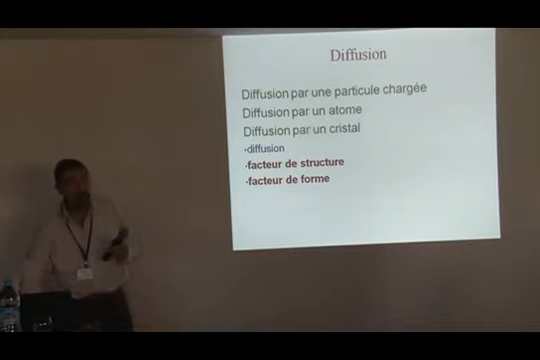 Diffusion
Diffusion par une particule chargée
Diffusion par un atome
Diffusion par un cristal
·diffusion
·facteur de structure
·facteur de forme